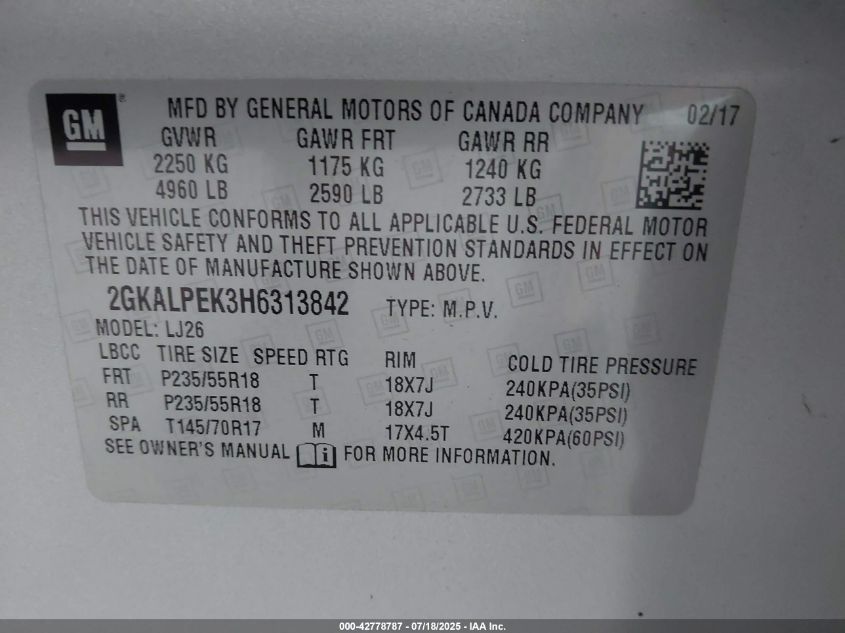 GM
MFD BY GENERAL MOTORS OF CANADA COMPANY 02/17
GVWR GAWR FRT GAWR RR
2250 KG 1175 KG 1240 KG
4960 LB 2590 LB 2733 LB
THIS VEHICLE CONFORMS TO ALL APPLICABLE U.S. FEDERAL MOTOR
VEHICLE SAFETY AND THEFT PREVENTION STANDARDS IN EFFECT ON
THE DATE OF MANUFACTURE SHOWN ABOVE.
2GKALPEK3H6313842 TYPE: M.P.V.
MODEL: LJ26
LBCC TIRE SIZE SPEED RTG RIM COLD TIRE PRESSURE
FRT P235/55R18 T 18X7J 240KPA(35PSI)
RR P235/55R18 T 18X7J 240KPA(35PSI)
SPA T145/70R17 M 17X4.5T 420KPA(60PSI)
SEE OWNER'S MANUAL i FOR MORE INFORMATION.
000-42778787 - 07/18/2025 - IAA Inc.